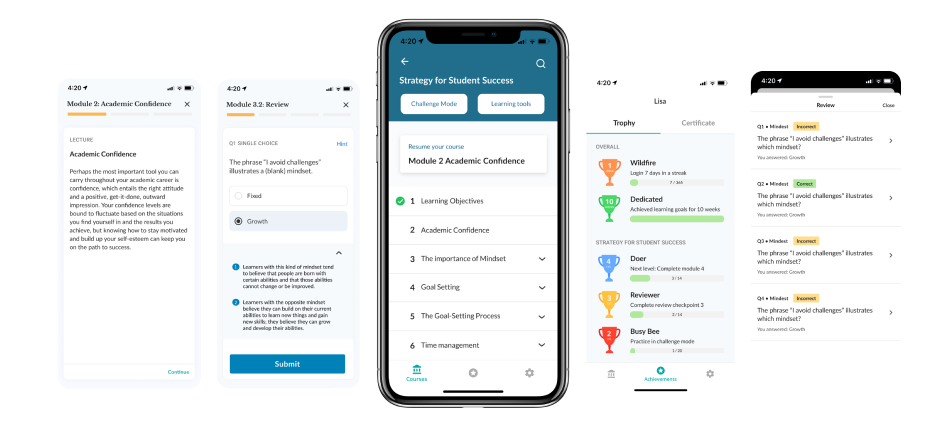 4:20
Module 2: Academic Confidence
LECTURE
Academic Confidence
Perhaps the most important tool you can
carry throughout your academic career is
confidence, which entails the right attitude
and a positive, get-it-done, outward
impression. Your confidence levels are
bound to fluctuate based on the situations
you find yourself in and the results you
achieve, but knowing how to stay motivated
and build up your self-esteem can keep you
on the path to success.
Continue
4:20
Module 3.2: Review
Q1 SINGLE CHOICE
Hint
The phrase "I avoid challenges"
illustrates a (blank) mindset.
Fixed
Growth
1 Learners with this kind of mindset tend
to believe that people are born with
certain abilities and that those abilities
cannot change or be improved.
2 Learners with the opposite mindset
believe they can build on their current
abilities to learn new things and gain
new skills; they believe they can grow
and develop their abilities.
Submit
4:20
Strategy for Student Success
Challenge Mode
Learning tools
Resume your course
Module 2 Academic Confidence
1 Learning Objectives
2 Academic Confidence
3 The importance of Mindset
4 Goal Setting
5 The Goal-Setting Process
6 Time management
Courses
4:20
Lisa
Trophy
Certificate
OVERALL
1
Wildfire
Login 7 days in a streak
7 / 365
10
Dedicated
Achieved learning goals for 10 weeks
STRATEGY FOR STUDENT SUCCESS
4
Doer
Next level: Complete module 4
3
Reviewer
Complete review checkpoint 3
2
Busy Bee
Practice in challenge mode
Achievements
4:20
Review
Close
Q1 • Mindest Incorrect
The phrase "I avoid challenges" illustrates
which mindset?
You answered: Growth
Q2 • Mindset Correct
The phrase "I avoid challenges" illustrates
which mindset?
You answered: Growth
Q3 • Mindset Incorrect
The phrase "I avoid challenges" illustrates
which mindset?
You answered: Growth
Q4 • Mindest Incorrect
The phrase "I avoid challenges" illustrates
which mindset?
You answered: Growth